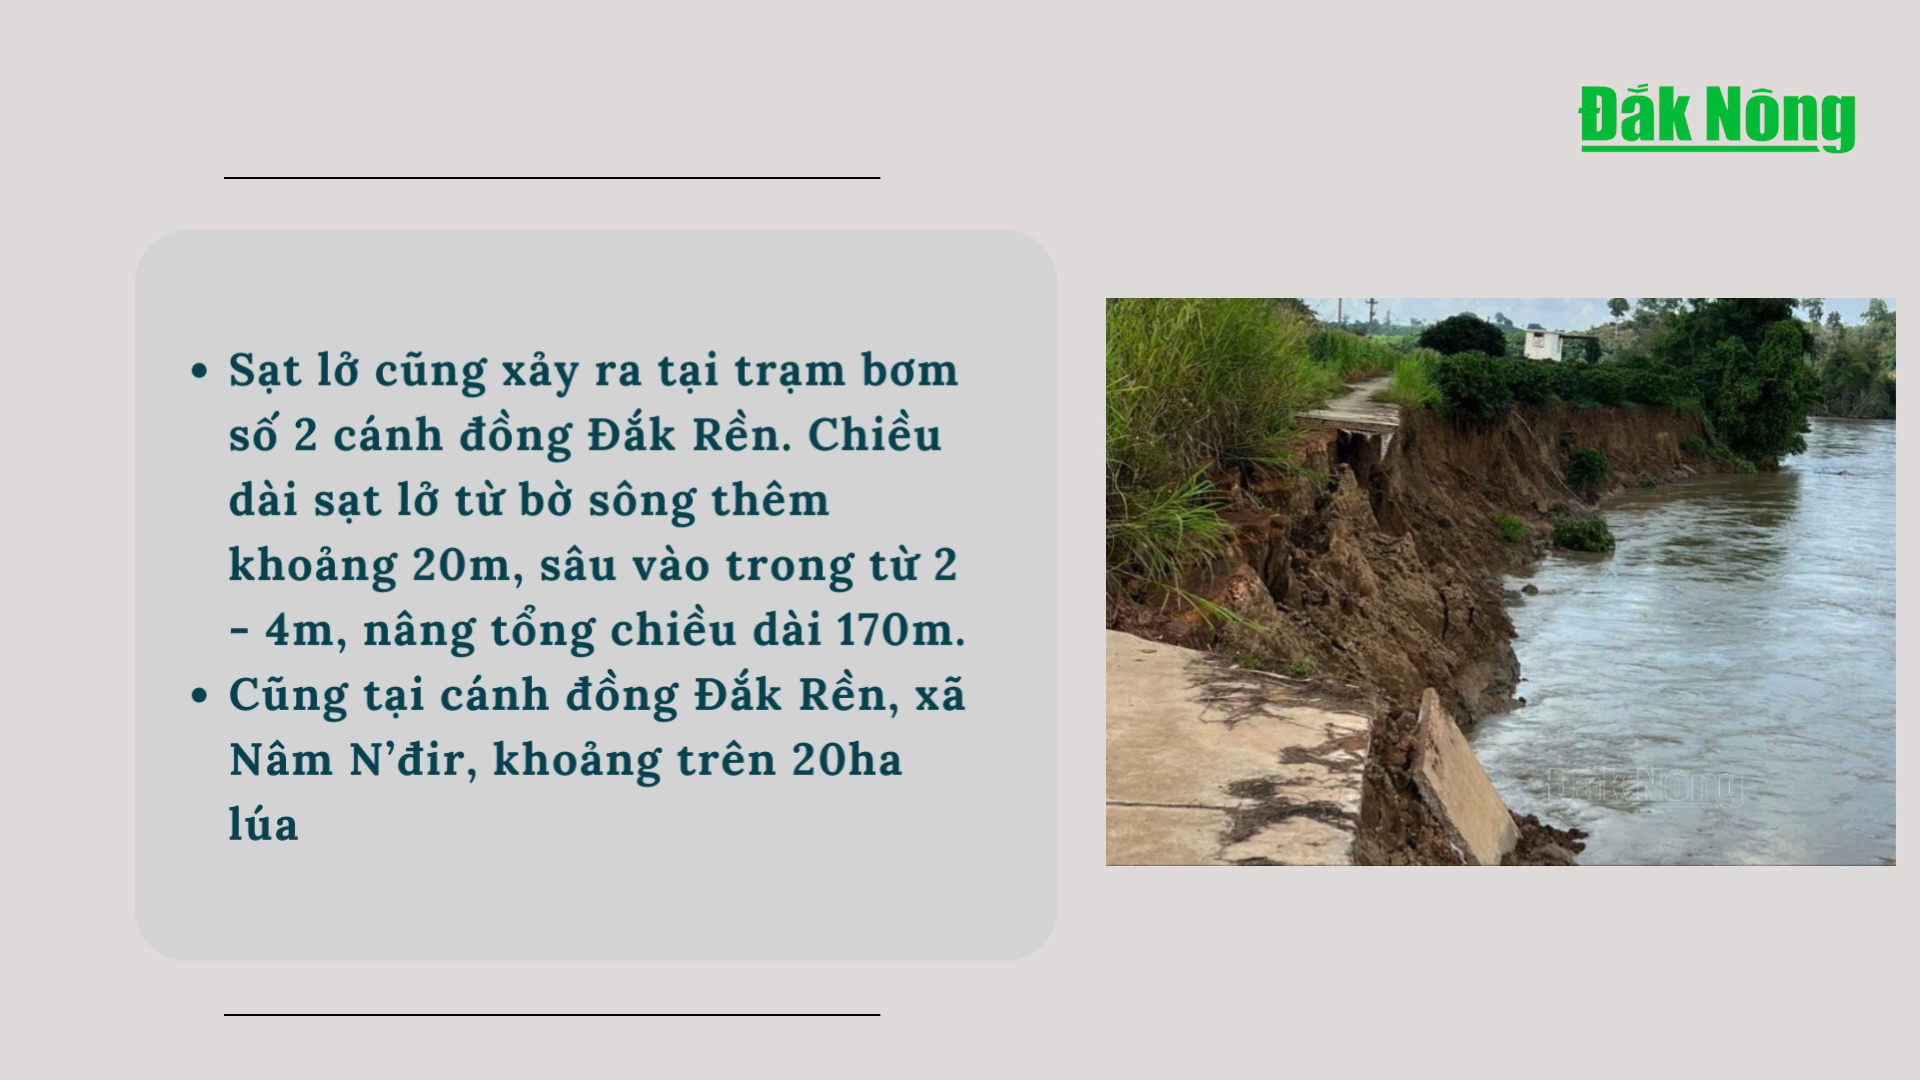 Đắk Nông
• Sạt lở cũng xảy ra tại trạm bơm
số 2 cánh đồng Đắk Rền. Chiều
dài sạt lở từ bờ sông thêm
khoảng 20m, sâu vào trong từ 2
- 4m, nâng tổng chiều dài 170m.
• Cũng tại cánh đồng Đắk Rền, xã
Nâm N’đir, khoảng trên 20ha
lúa
Đắk Nông